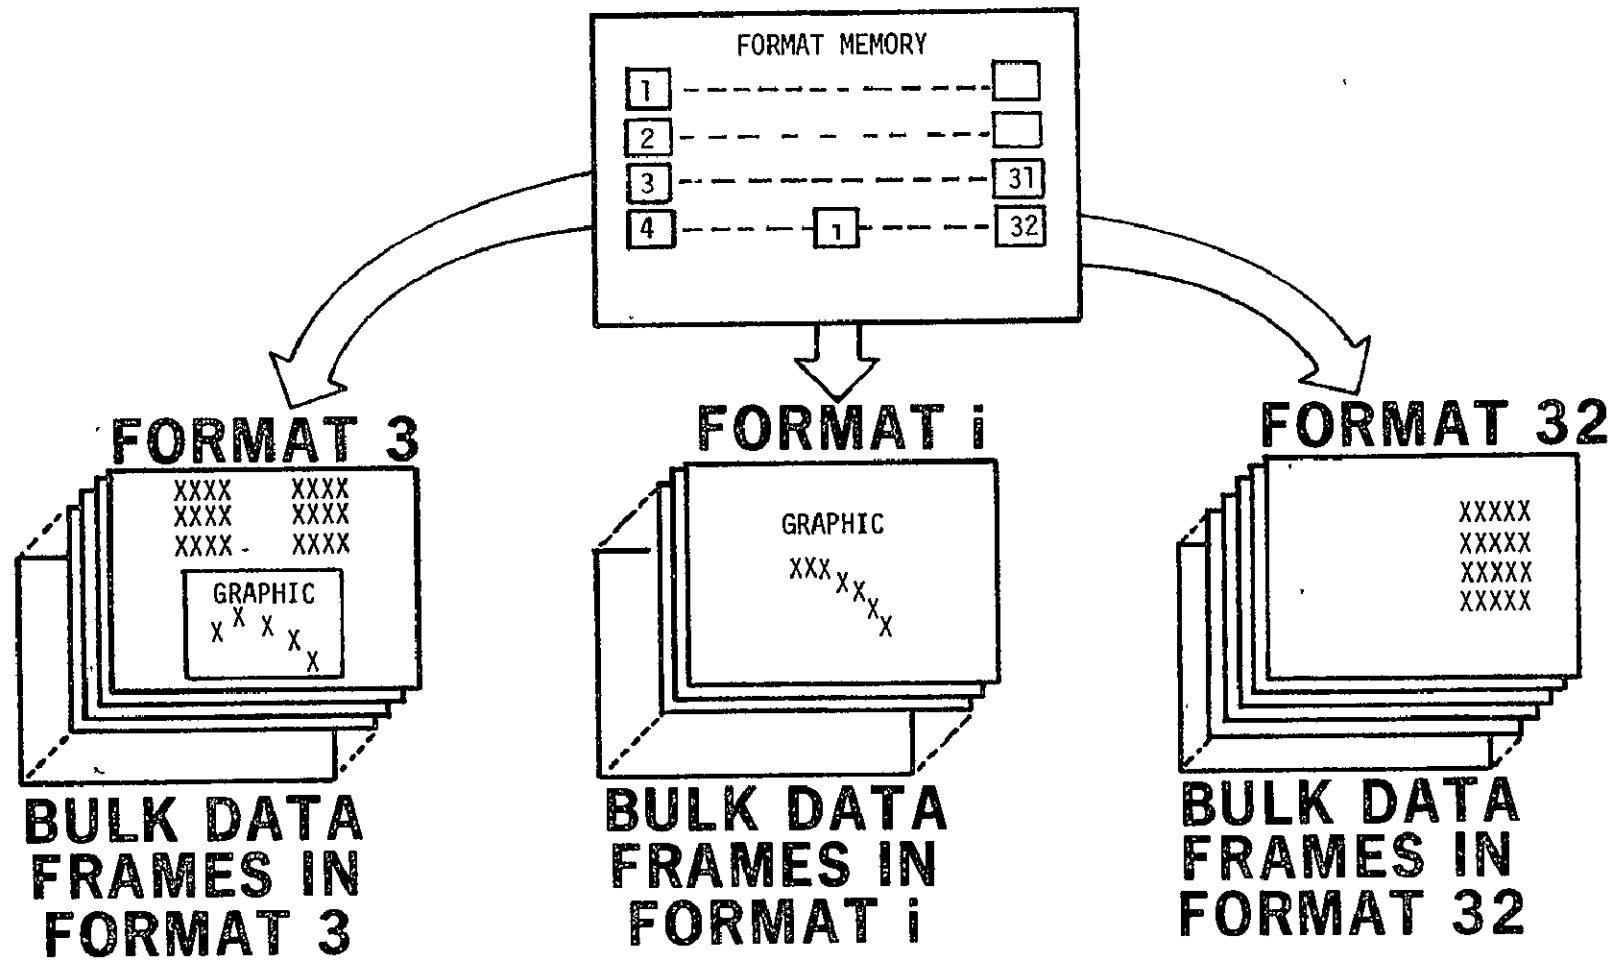 FORMAT MEMORY
1
2
3 31
4 1 32
FORMAT 3
FORMAT i
FORMAT 32
XXXX XXXX
XXXX XXXX
XXXX XXXX
GRAPHIC
X X X X X
GRAPHIC
XXX X X X X
XXXXX
XXXXX
XXXXX
XXXXX
BULK DATA
FRAMES IN
FORMAT 3
BULK DATA
FRAMES IN
FORMAT i
BULK DATA
FRAMES IN
FORMAT 32